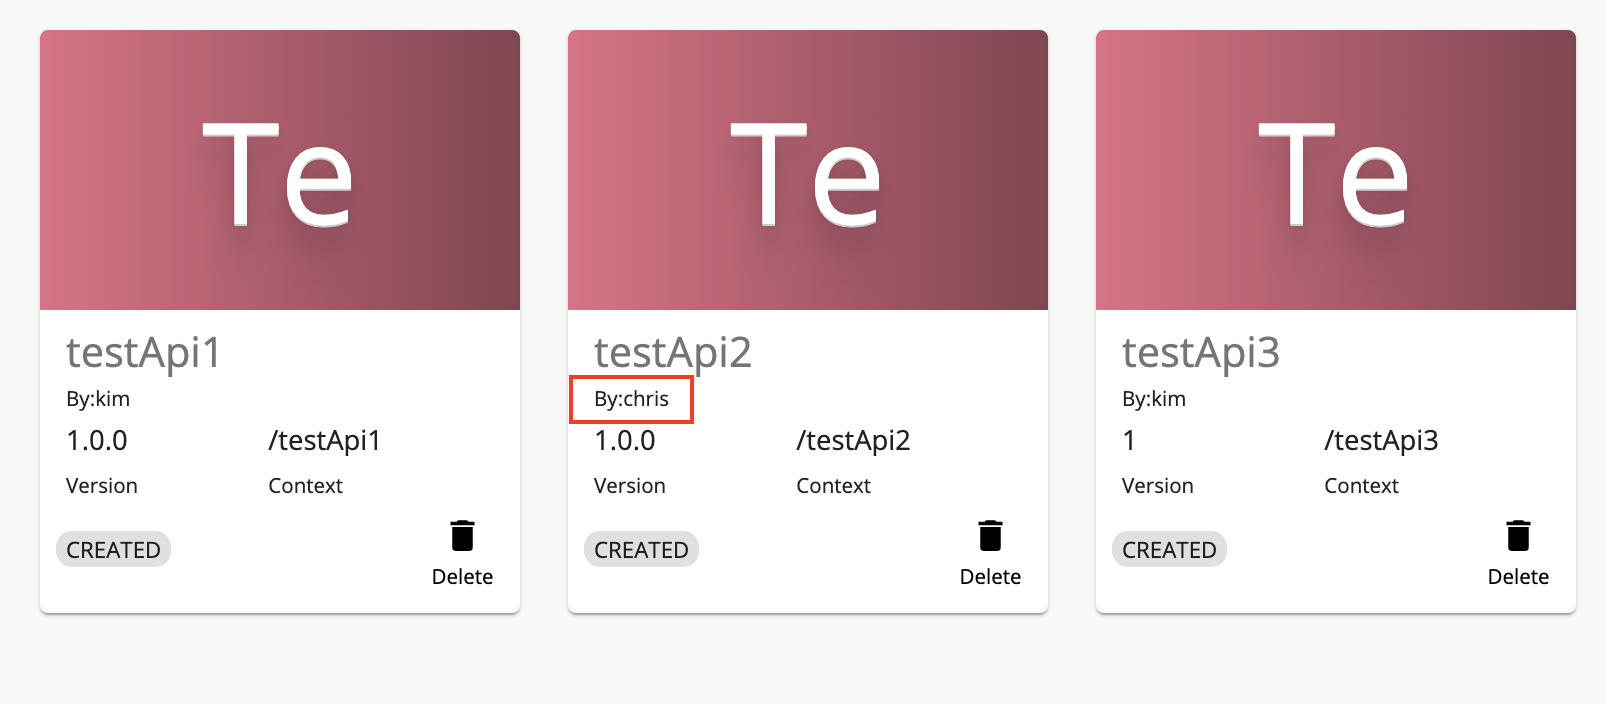 Te
testApi1
By:kim
1.0.0 /testApi1
Version Context
CREATED
Delete
Te
testApi2
By:chris
1.0.0 /testApi2
Version Context
CREATED
Delete
Te
testApi3
By:kim
1 /testApi3
Version Context
CREATED
Delete